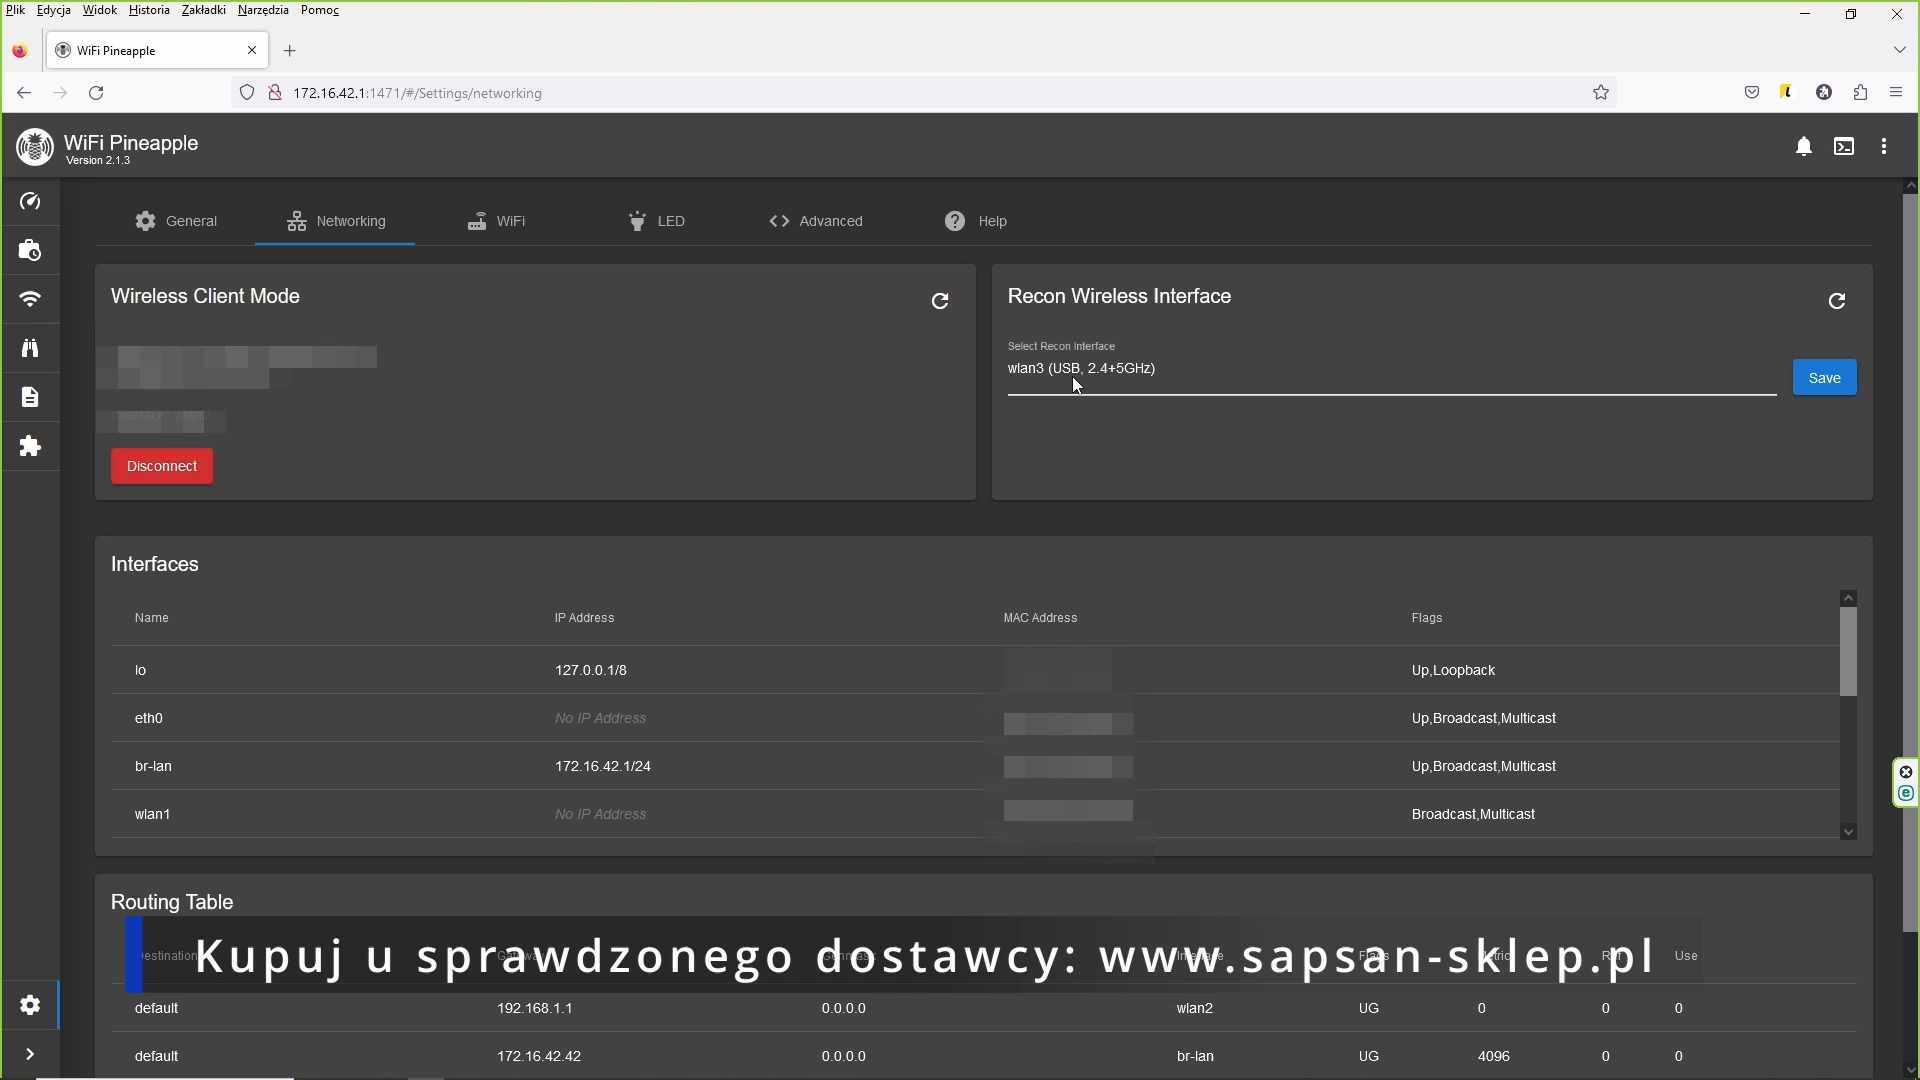 Plik Edycja Widok Historia Zakładki Narzędzia Pomoc
WiFi Pineapple
172.16.42.1:1471/#/Settings/networking
WiFi Pineapple
Version 2.1.3
General Networking WiFi LED Advanced Help
Wireless Client Mode
Disconnect
Recon Wireless Interface
Select Recon Interface
wlan3 (USB, 2.4+5GHz)
Save
Interfaces
Name IP Address MAC Address Flags
lo 127.0.0.1/8 Up,Loopback
eth0 No IP Address Up,Broadcast,Multicast
br-lan 172.16.42.1/24 Up,Broadcast,Multicast
wlan1 No IP Address Broadcast,Multicast
Routing Table
Use
Kupuj u sprawdzonego dostawcy: www.sapsan-sklep.pl
default 192.168.1.1 0.0.0.0 wlan2 UG 0 0 0
default 172.16.42.42 0.0.0.0 br-lan UG 4096 0 0